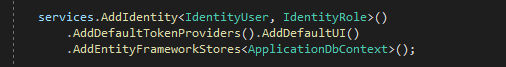 services.AddIdentity<IdentityUser, IdentityRole>()
.AddDefaultTokenProviders().AddDefaultUI()
.AddEntityFrameworkStores<ApplicationDbContext>();